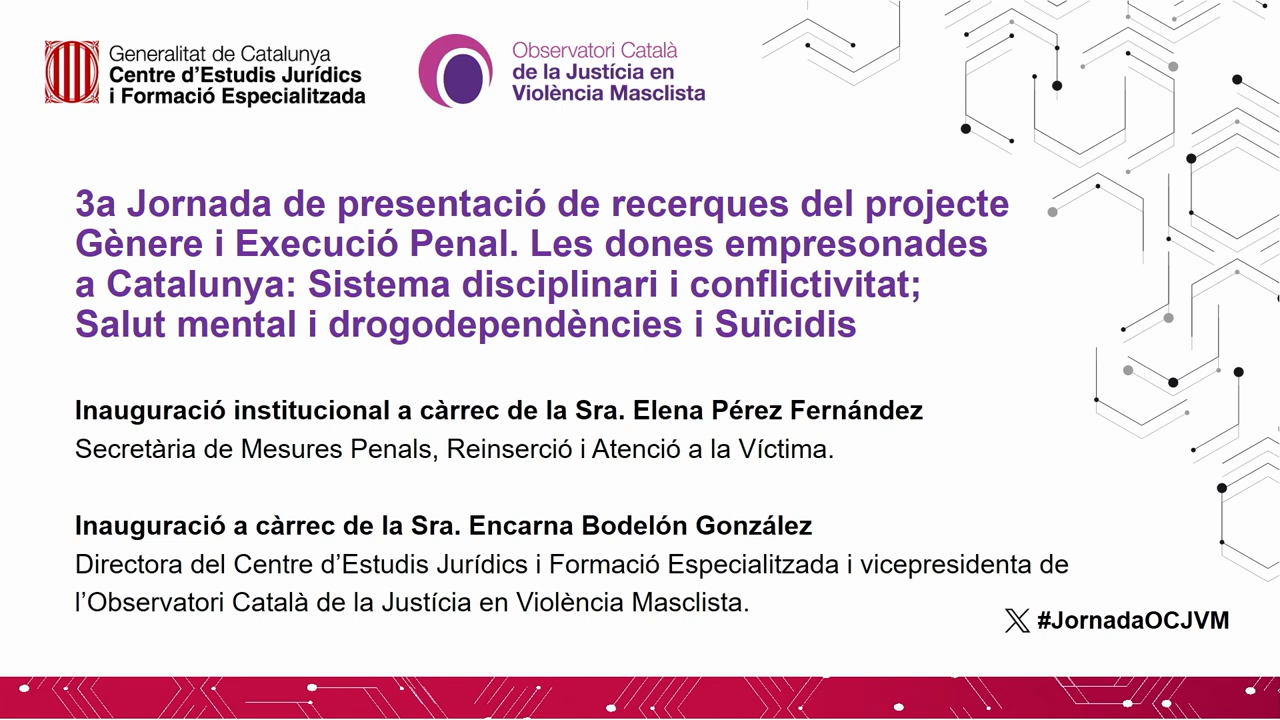 Generalitat de Catalunya
Centre d'Estudis Jurídics
i Formació Especialitzada
Observatori Català
de la Justícia en
Violència Masclista
3a Jornada de presentació de recerques del projecte
Gènere i Execució Penal. Les dones empresonades
a Catalunya: Sistema disciplinari i conflictivitat;
Salut mental i drogodependències i Suïcidis
Inauguració institucional a càrrec de la Sra. Elena Pérez Fernández
Secretària de Mesures Penals, Reinserció i Atenció a la Víctima.
Inauguració a càrrec de la Sra. Encarna Bodelón González
Directora del Centre d’Estudis Jurídics i Formació Especialitzada i vicepresidenta de
l’Observatori Català de la Justícia en Violència Masclista.
#JornadaOCJVM